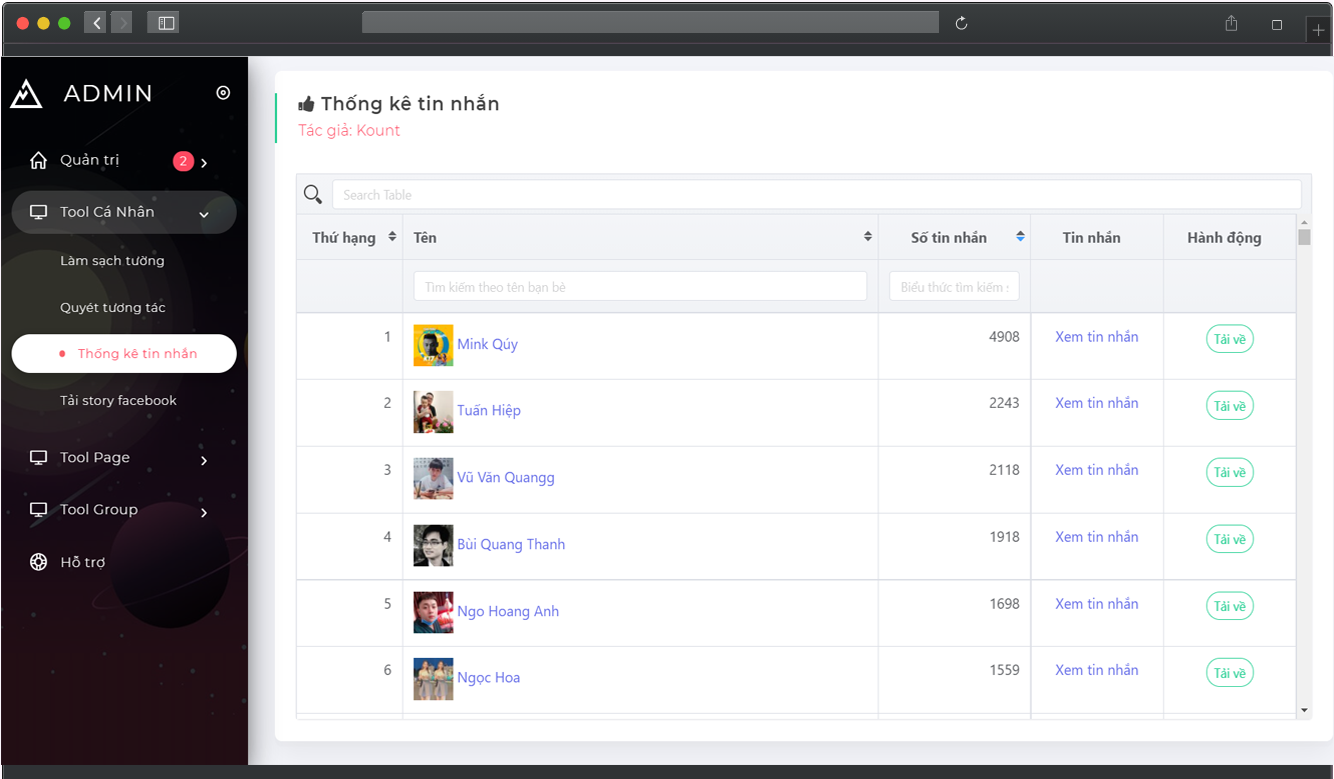 ADMIN
Quản trị 2
Tool Cá Nhân
Làm sạch tường
Quyét tương tác
Thống kê tin nhắn
Tải story facebook
Tool Page
Tool Group
Hỗ trợ
Thống kê tin nhắn
Tác giả: Kount
Search Table
Thứ hạng Tên Số tin nhắn Tin nhắn Hành động
Tìm kiếm theo tên bạn bè Biểu thức tìm kiếm
1 Mink Qúy 4908 Xem tin nhắn Tải về
2 Tuấn Hiệp 2243 Xem tin nhắn Tải về
3 Vũ Văn Quangg 2118 Xem tin nhắn Tải về
4 Bùi Quang Thanh 1918 Xem tin nhắn Tải về
5 Ngo Hoang Anh 1698 Xem tin nhắn Tải về
6 Ngọc Hoa 1559 Xem tin nhắn Tải về